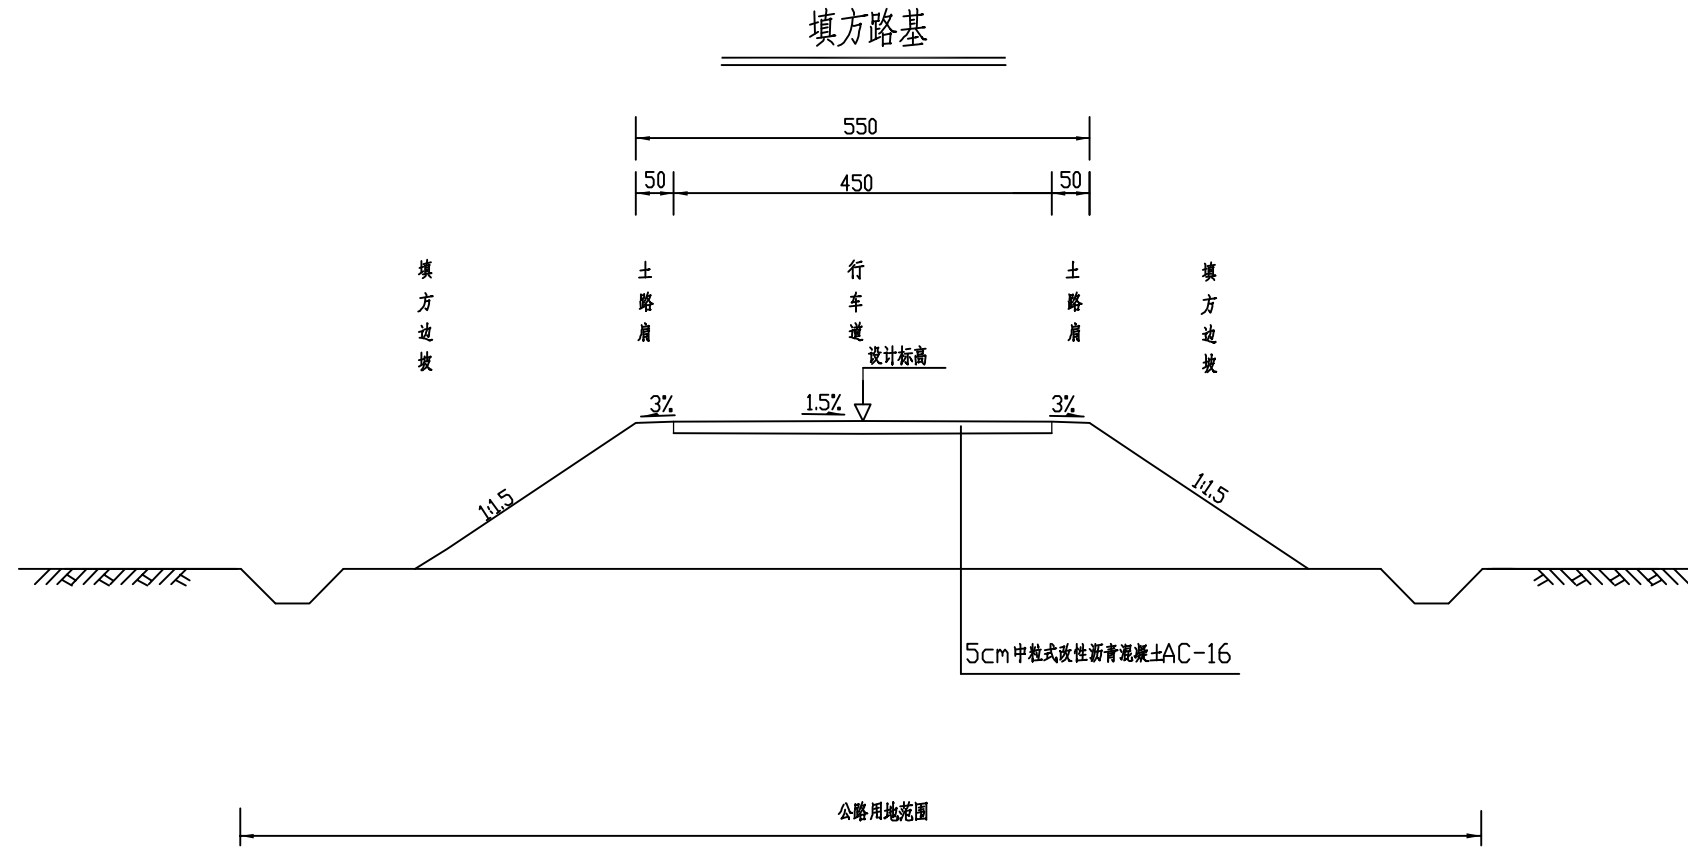 填方路基
550
50
450
50
填方边坡
土路肩
行车道
土路肩
填方边坡
设计标高
3%
1.5%
3%
1:1.5
1:1.5
5cm中粒式改性沥青混凝土AC-16
公路用地范围